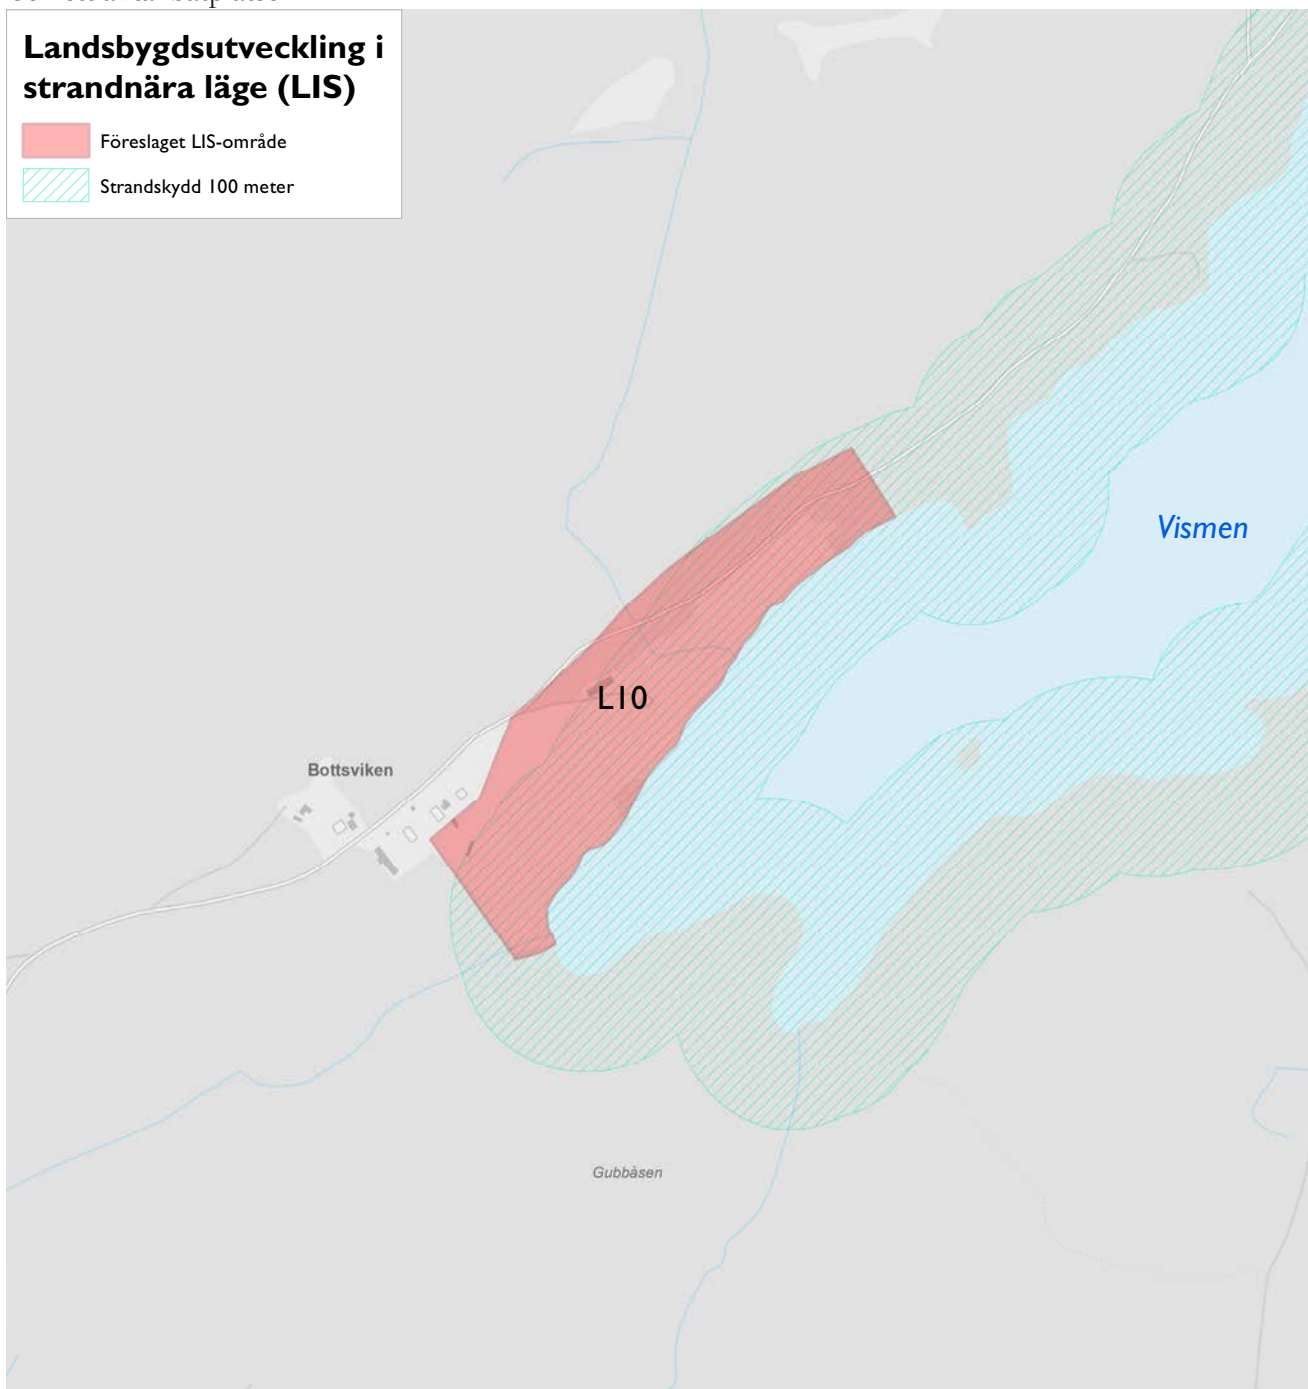 Landsbygdsutveckling i
strandnära läge (LIS)
Föreslaget LIS-område
Strandskydd 100 meter
Vismen
L10
Bottsviken
Gubbåsen